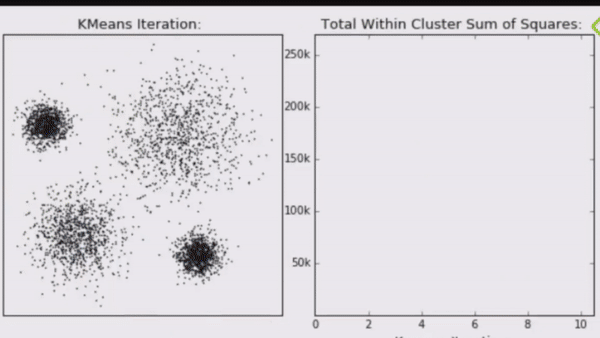 KMeans Iteration:
Total Within Cluster Sum of Squares:
250k
200k
150k
100k
50k
0 2 4 6 8 10